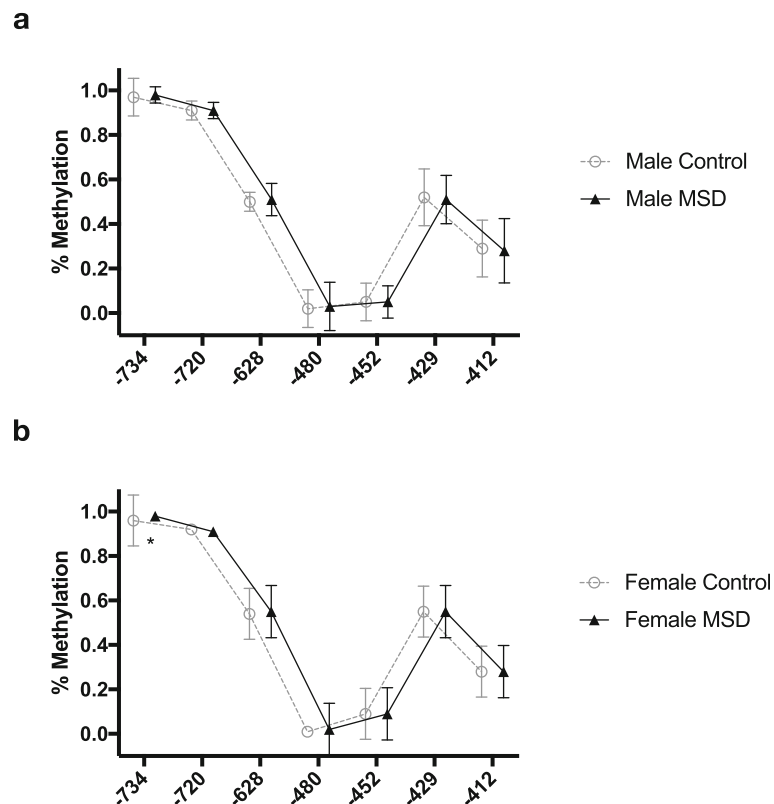 a
% Methylation
1.0
0.8
0.6
0.4
0.2
0.0
-734 -720 -628 -480 -452 -429 -412
Male Control
Male MSD
b
% Methylation
1.0
0.8
0.6
0.4
0.2
0.0
*
-734 -720 -628 -480 -452 -429 -412
Female Control
Female MSD